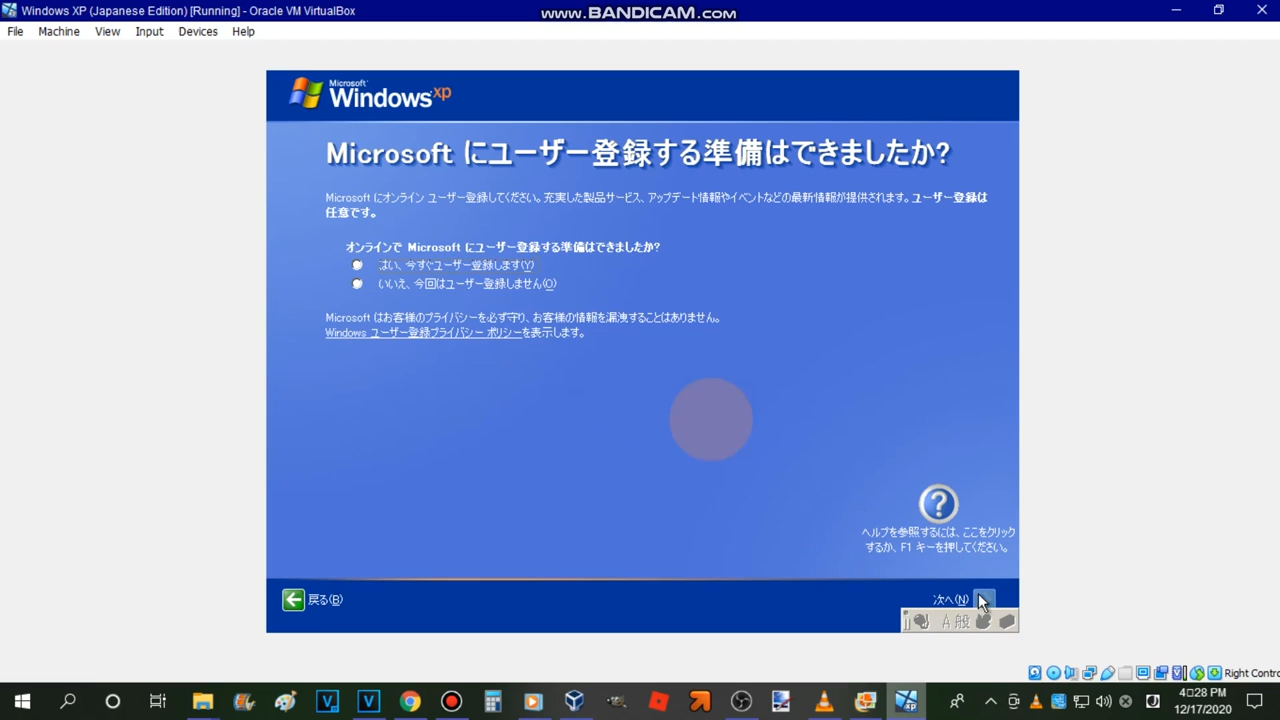 Windows XP (Japanese Edition) [Running] - Oracle VM VirtualBox
www.BANDICAM.com
File Machine View Input Devices Help
Microsoft
Windows xp
Microsoft にユーザー登録する準備はできましたか?
Microsoft にオンライン ユーザー登録してください。充実した製品サービス、アップデート情報やイベントなどの最新情報が提供されます。ユーザー登録は
任意です。
オンラインで Microsoft にユーザー登録する準備はできましたか?
はい、今すぐユーザー登録します(Y)
いいえ、今回はユーザー登録しません(O)
Microsoft はお客様のプライバシーを必ず守り、お客様の情報を漏洩することはありません。
Windows ユーザー登録プライバシー ポリシーを表示します。
?
ヘルプを参照するには、ここをクリック
するか、F1 キーを押してください。
戻る(B)
次へ(N)
A 般
Right Contro
4:28 PM
12/17/2020